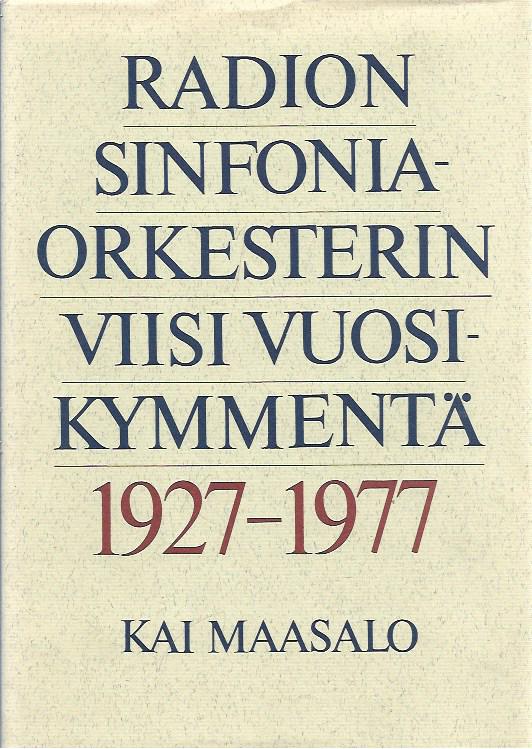 RADION
SINFONIA-
ORKESTERIN
VIISI VUOSI-
KYMMENTÄ
1927–1977
KAI MAASALO